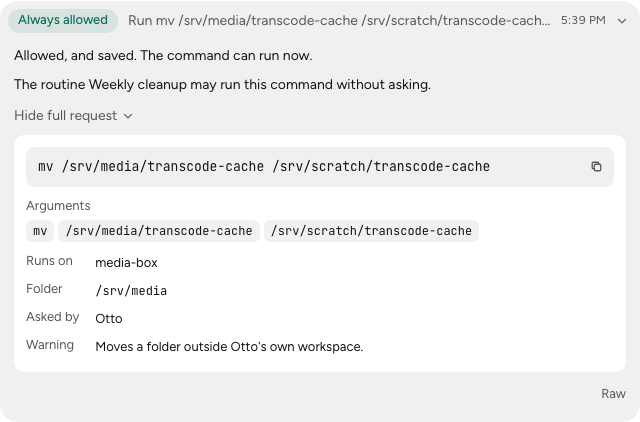 Always allowed Run mv /srv/media/transcode-cache /srv/scratch/transcode-cach... 5:39 PM
Allowed, and saved. The command can run now.
The routine Weekly cleanup may run this command without asking.
Hide full request
mv /srv/media/transcode-cache /srv/scratch/transcode-cache
Arguments
mv /srv/media/transcode-cache /srv/scratch/transcode-cache
Runs on media-box
Folder /srv/media
Asked by Otto
Warning Moves a folder outside Otto's own workspace.
Raw